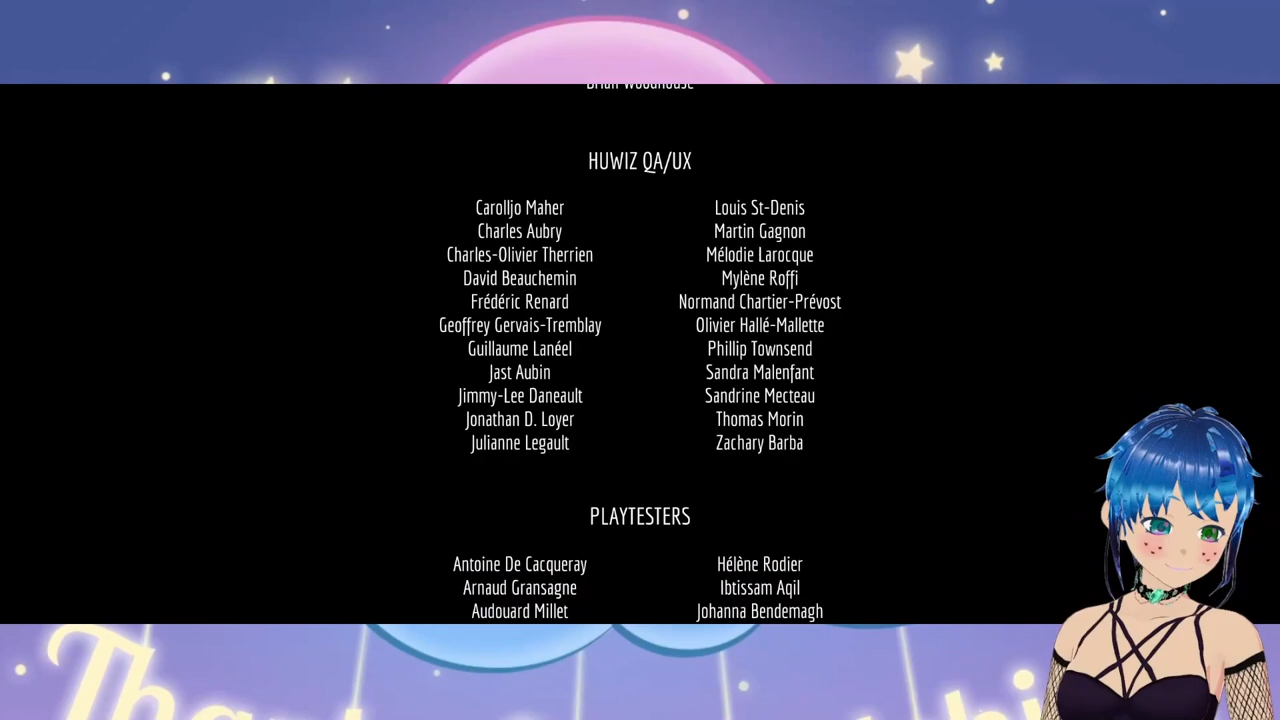 Brian Woodhouse
HUWIZ QA/UX
Carolljo Maher
Charles Aubry
Charles-Olivier Therrien
David Beauchemin
Frédéric Renard
Geoffrey Gervais-Tremblay
Guillaume Lanéel
Jast Aubin
Jimmy-Lee Daneault
Jonathan D. Loyer
Julianne Legault
Louis St-Denis
Martin Gagnon
Mélodie Larocque
Mylène Roffi
Normand Chartier-Prévost
Olivier Hallé-Mallette
Phillip Townsend
Sandra Malenfant
Sandrine Mecteau
Thomas Morin
Zachary Barba
PLAYTESTERS
Antoine De Cacqueray
Arnaud Gransagne
Audouard Millet
Hélène Rodier
Ibtissam Aqil
Johanna Bendemagh